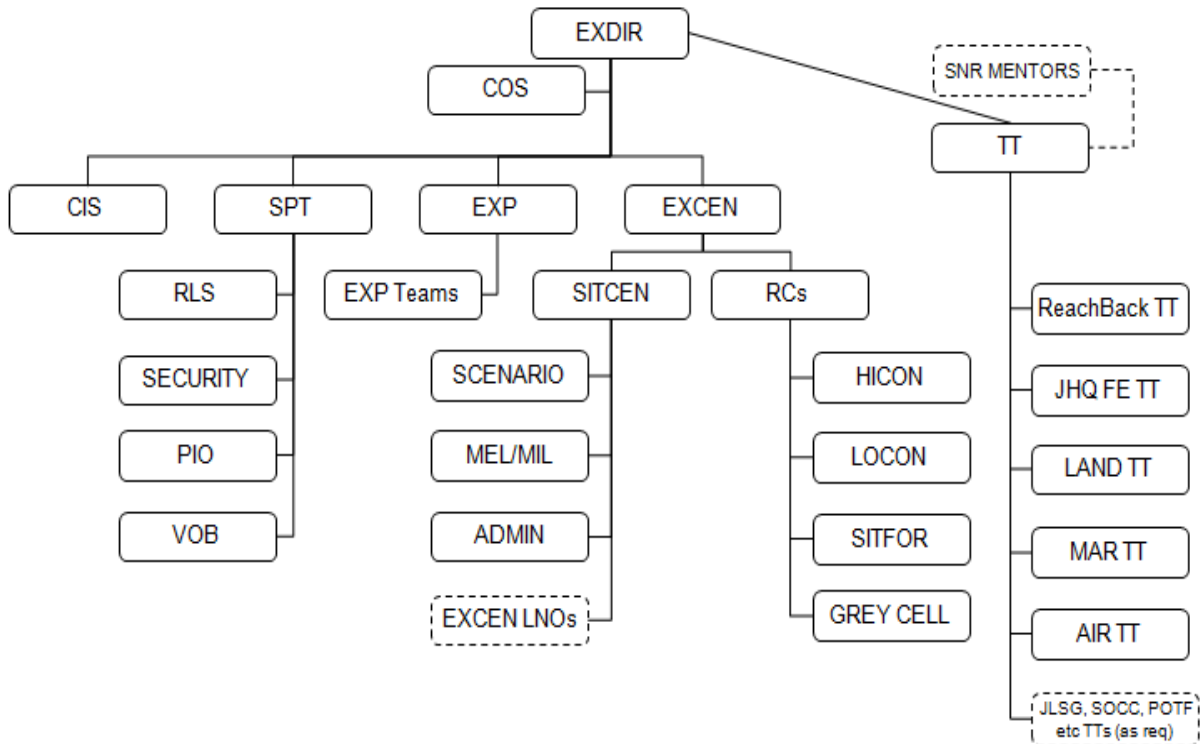 EXDIR
SNR MENTORS
COS
TT
CIS
SPT
EXP
EXCEN
RLS
EXP Teams
SITCEN
RCs
ReachBack TT
SECURITY
SCENARIO
HICON
JHQ FE TT
PIO
MEL/MIL
LOCON
LAND TT
VOB
ADMIN
SITFOR
MAR TT
EXCEN LNOs
GREY CELL
AIR TT
JLSG, SOCC, POTF
etc TTs (as req)